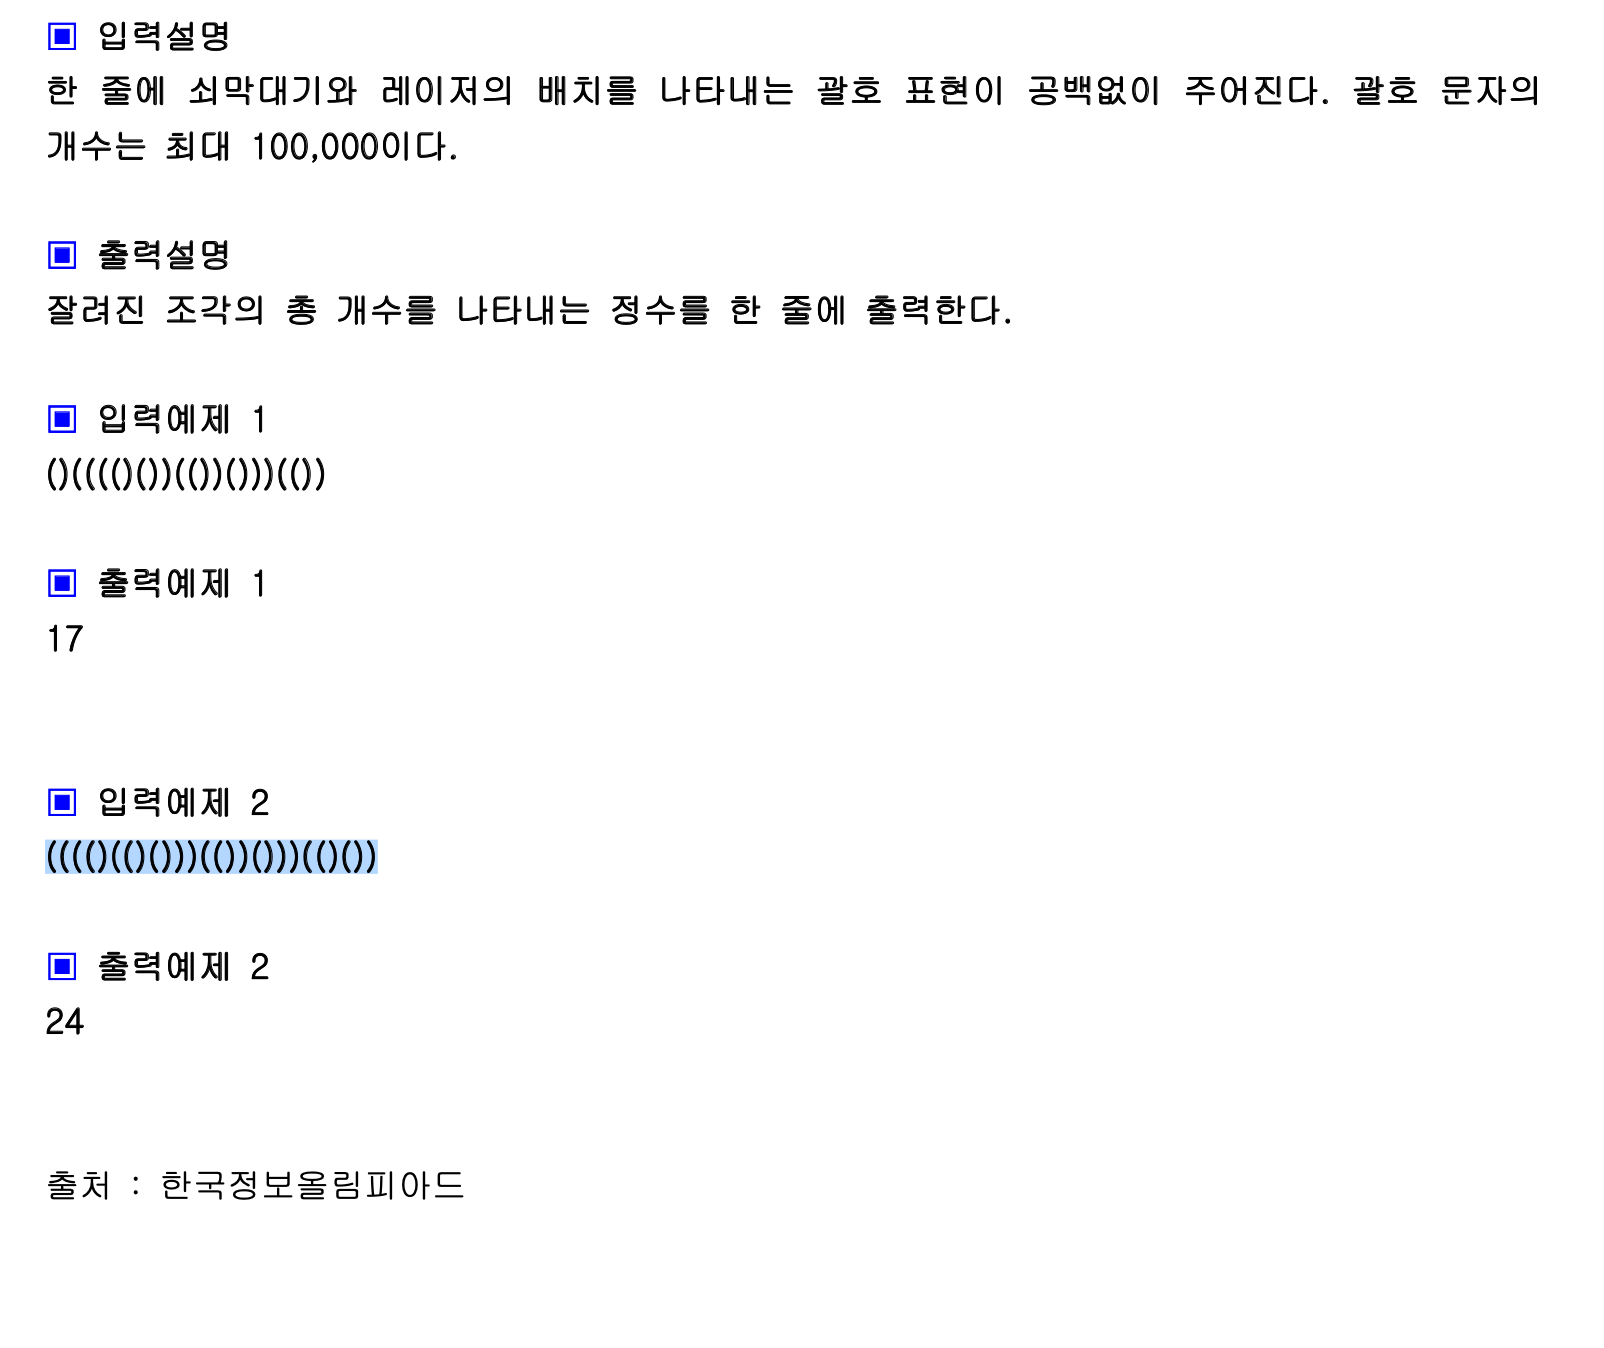 ▣ 입력설명
한 줄에 쇠막대기와 레이저의 배치를 나타내는 괄호 표현이 공백없이 주어진다. 괄호 문자의
개수는 최대 100,000이다.
▣ 출력설명
잘려진 조각의 총 개수를 나타내는 정수를 한 줄에 출력한다.
▣ 입력예제 1
()(((()())(())()))(())
▣ 출력예제 1
17
▣ 입력예제 2
(((()(()()))(())()))(()())
▣ 출력예제 2
24
출처 : 한국정보올림피아드